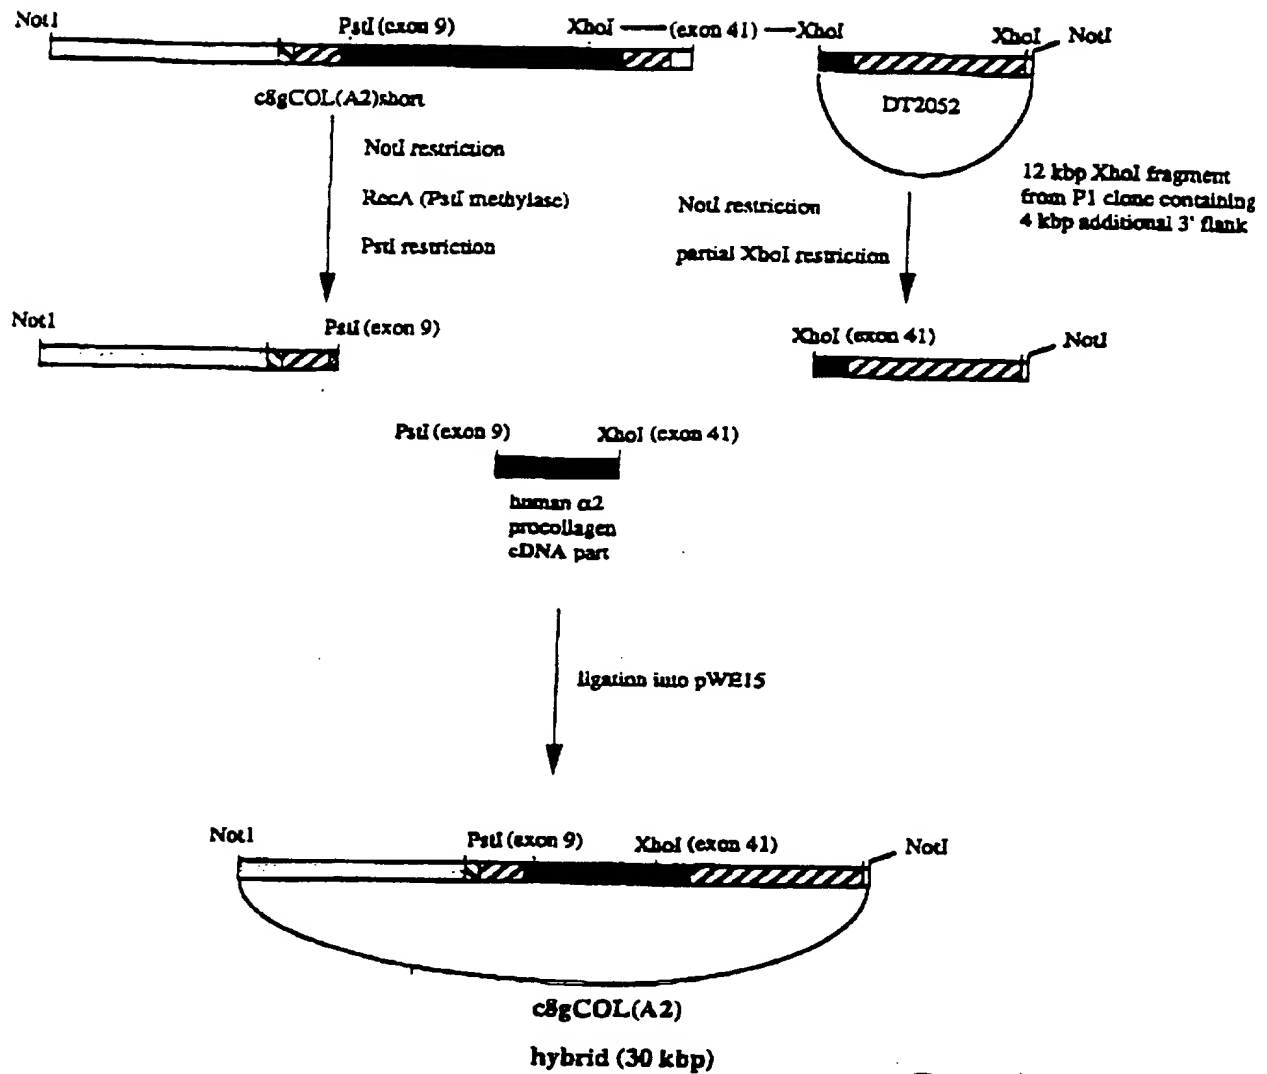 Not1
PstI (exon 9)
XhoI — (exon 41) — XhoI
XhoI
NotI
c8gCOL(A2)short
DT2052
NotI restriction
RecA (PstI methylase)
PstI restriction
NotI restriction
partial XhoI restriction
12 kbp XhoI fragment
from P1 clone containing
4 kbp additional 3' flank
Not1
PstI (exon 9)
XhoI (exon 41)
NotI
PstI (exon 9)
XhoI (exon 41)
human α2
procollagen
cDNA part
ligation into pWE15
Not1
PstI (exon 9)
XhoI (exon 41)
NotI
c8gCOL(A2)
hybrid (30 kbp)